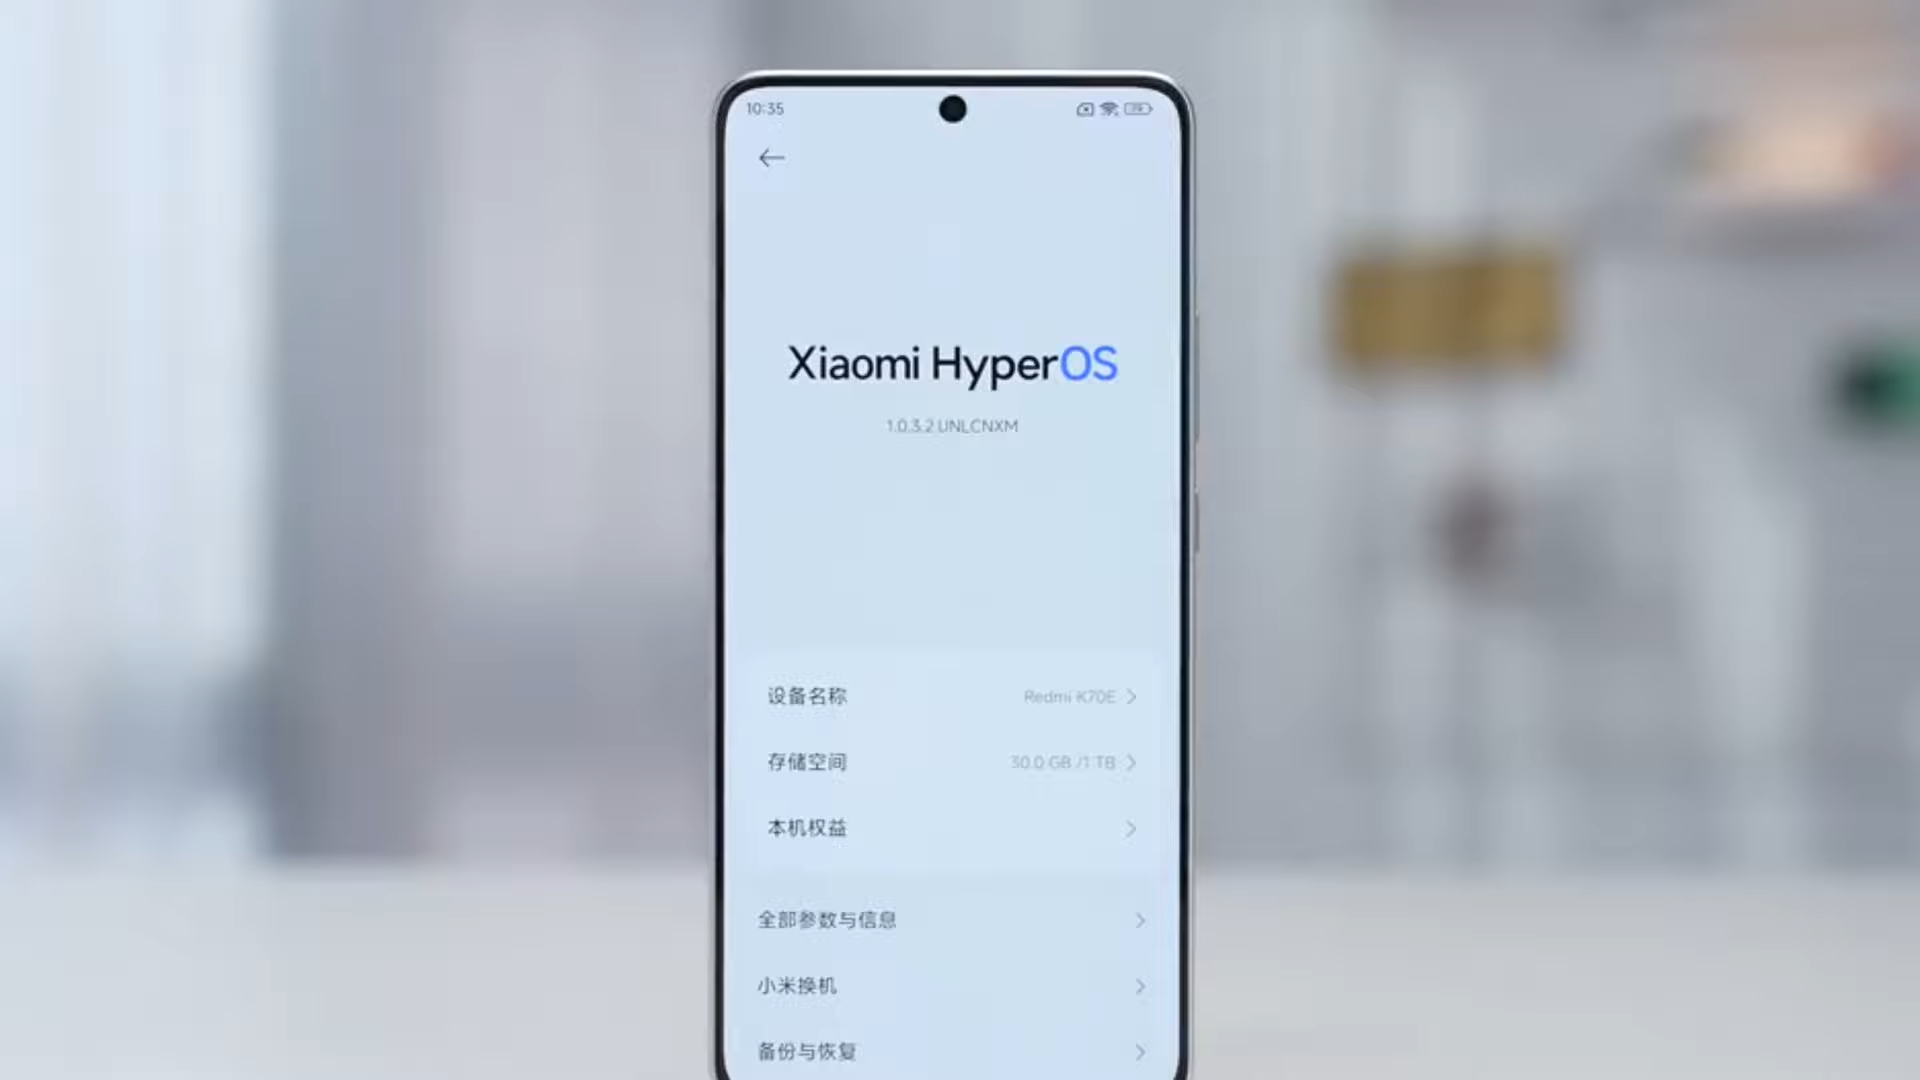 10:35
Xiaomi HyperOS
1.0.3.2 UNLCNXM
设备名称 Redmi K70E
存储空间 30.0 GB /1 TB
本机权益
全部参数与信息
小米换机
备份与恢复